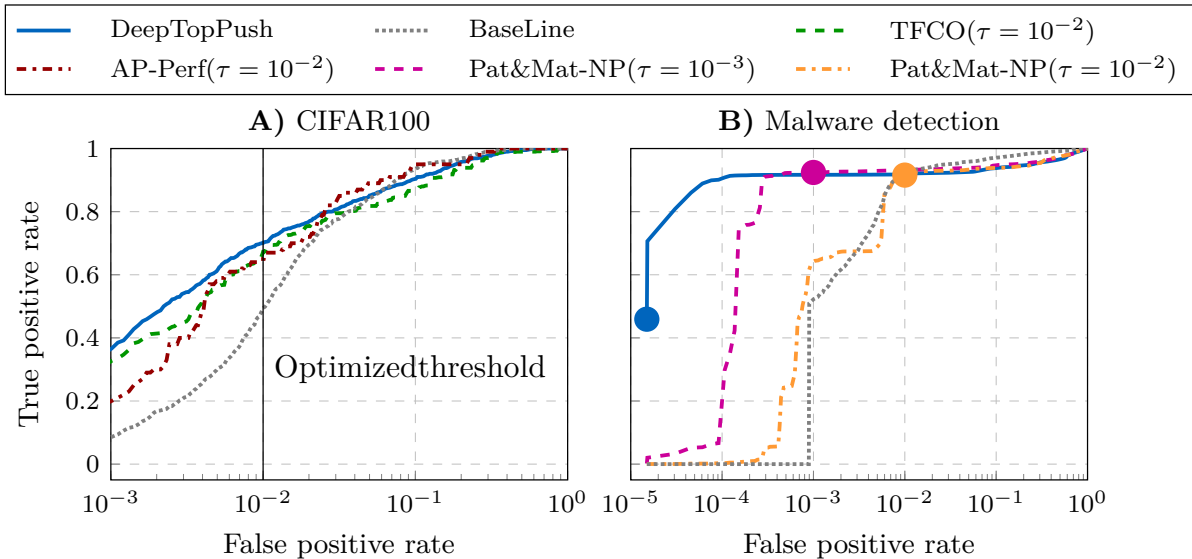 DeepTopPush BaseLine TFCO(τ = 10⁻²)
AP-Perf(τ = 10⁻²) Pat&Mat-NP(τ = 10⁻³) Pat&Mat-NP(τ = 10⁻²)
A) CIFAR100
B) Malware detection
True positive rate
1
0.8
0.6
0.4
0.2
0
Optimizedthreshold
10⁻³ 10⁻² 10⁻¹ 10⁰
False positive rate
10⁻⁵ 10⁻⁴ 10⁻³ 10⁻² 10⁻¹ 10⁰
False positive rate